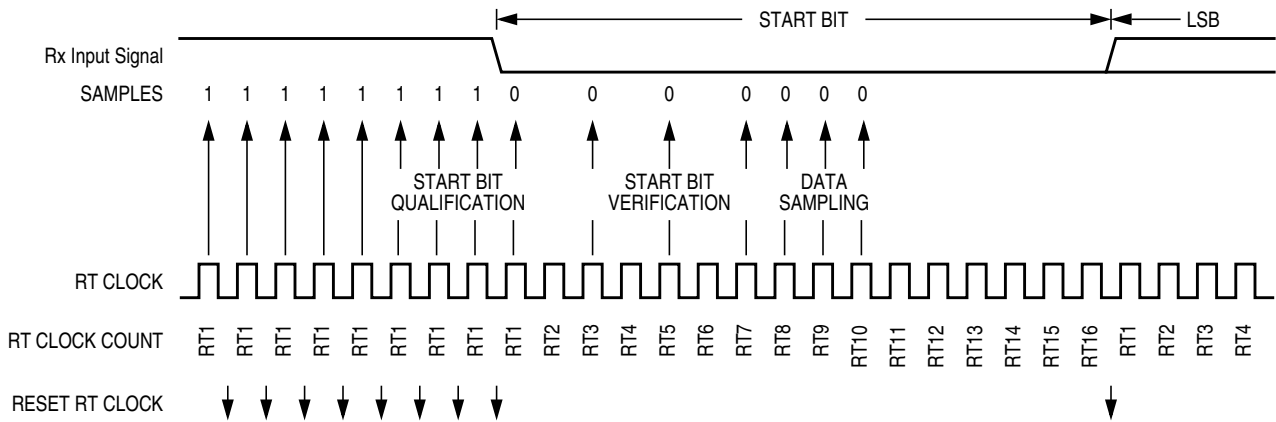 START BIT LSB
Rx Input Signal
SAMPLES 1 1 1 1 1 1 1 1 0 0 0 0 0 0 0
START BIT QUALIFICATION
START BIT VERIFICATION
DATA SAMPLING
RT CLOCK
RT CLOCK COUNT RT1 RT1 RT1 RT1 RT1 RT1 RT1 RT1 RT1 RT2 RT3 RT4 RT5 RT6 RT7 RT8 RT9 RT10 RT11 RT12 RT13 RT14 RT15 RT16 RT1 RT2 RT3 RT4
RESET RT CLOCK